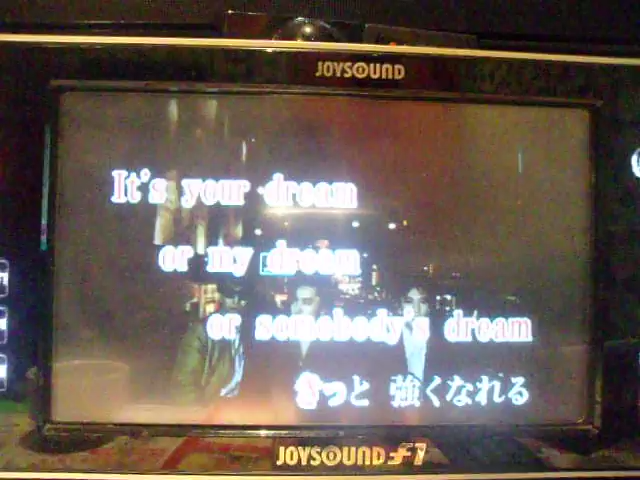 JOYSOUND
It's your dream
or my dream
or somebody's dream
きっと 強くなれる
JOYSOUND f1